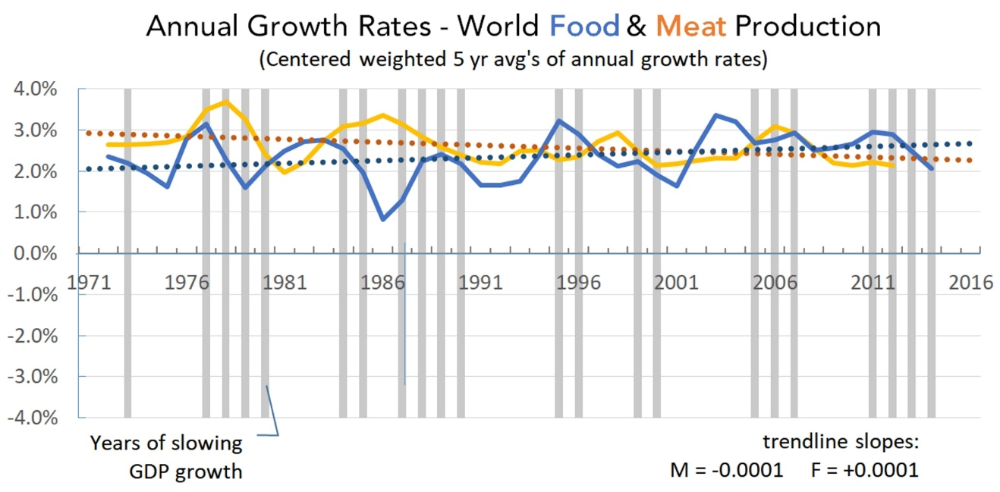 Annual Growth Rates - World Food & Meat Production
(Centered weighted 5 yr avg's of annual growth rates)
4.0%
3.0%
2.0%
1.0%
0.0%
1971 1976 1981 1986 1991 1996 2001 2006 2011 2016
-1.0%
-2.0%
-3.0%
-4.0%
Years of slowing
GDP growth
trendline slopes:
M = -0.0001 F = +0.0001